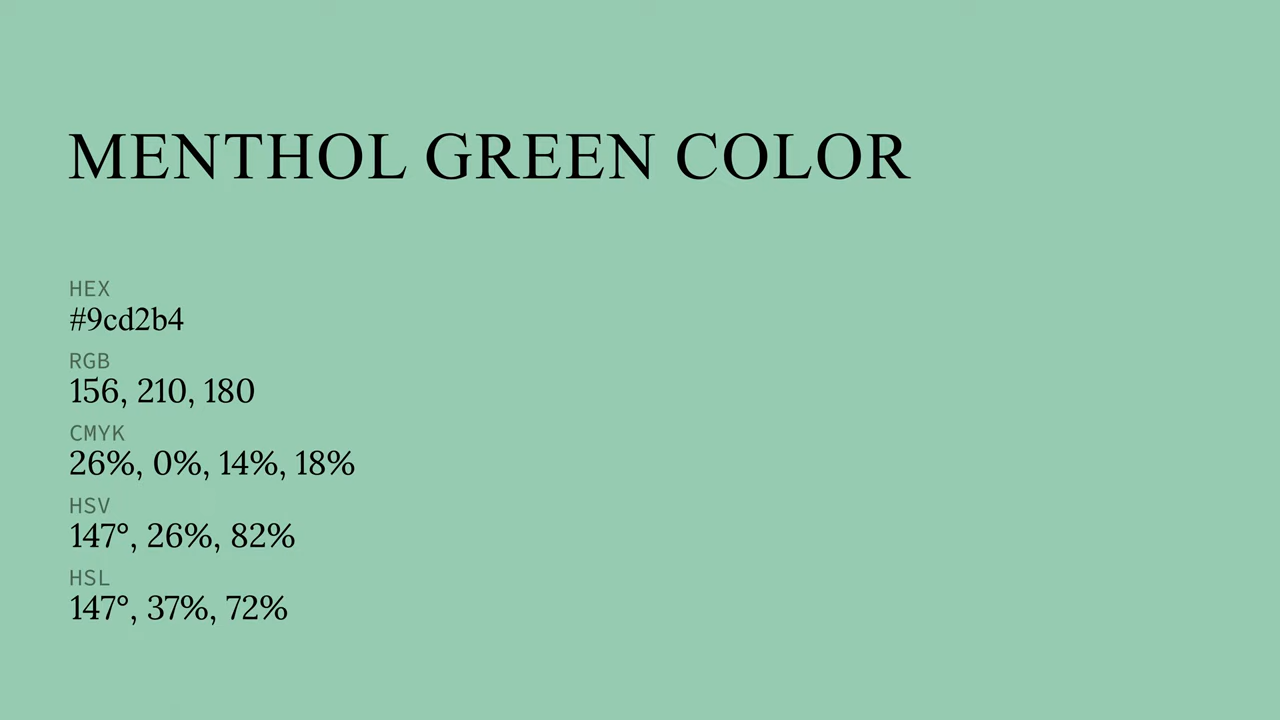 MENTHOL GREEN COLOR
HEX
#9cd2b4
RGB
156, 210, 180
CMYK
26%, 0%, 14%, 18%
HSV
147°, 26%, 82%
HSL
147°, 37%, 72%